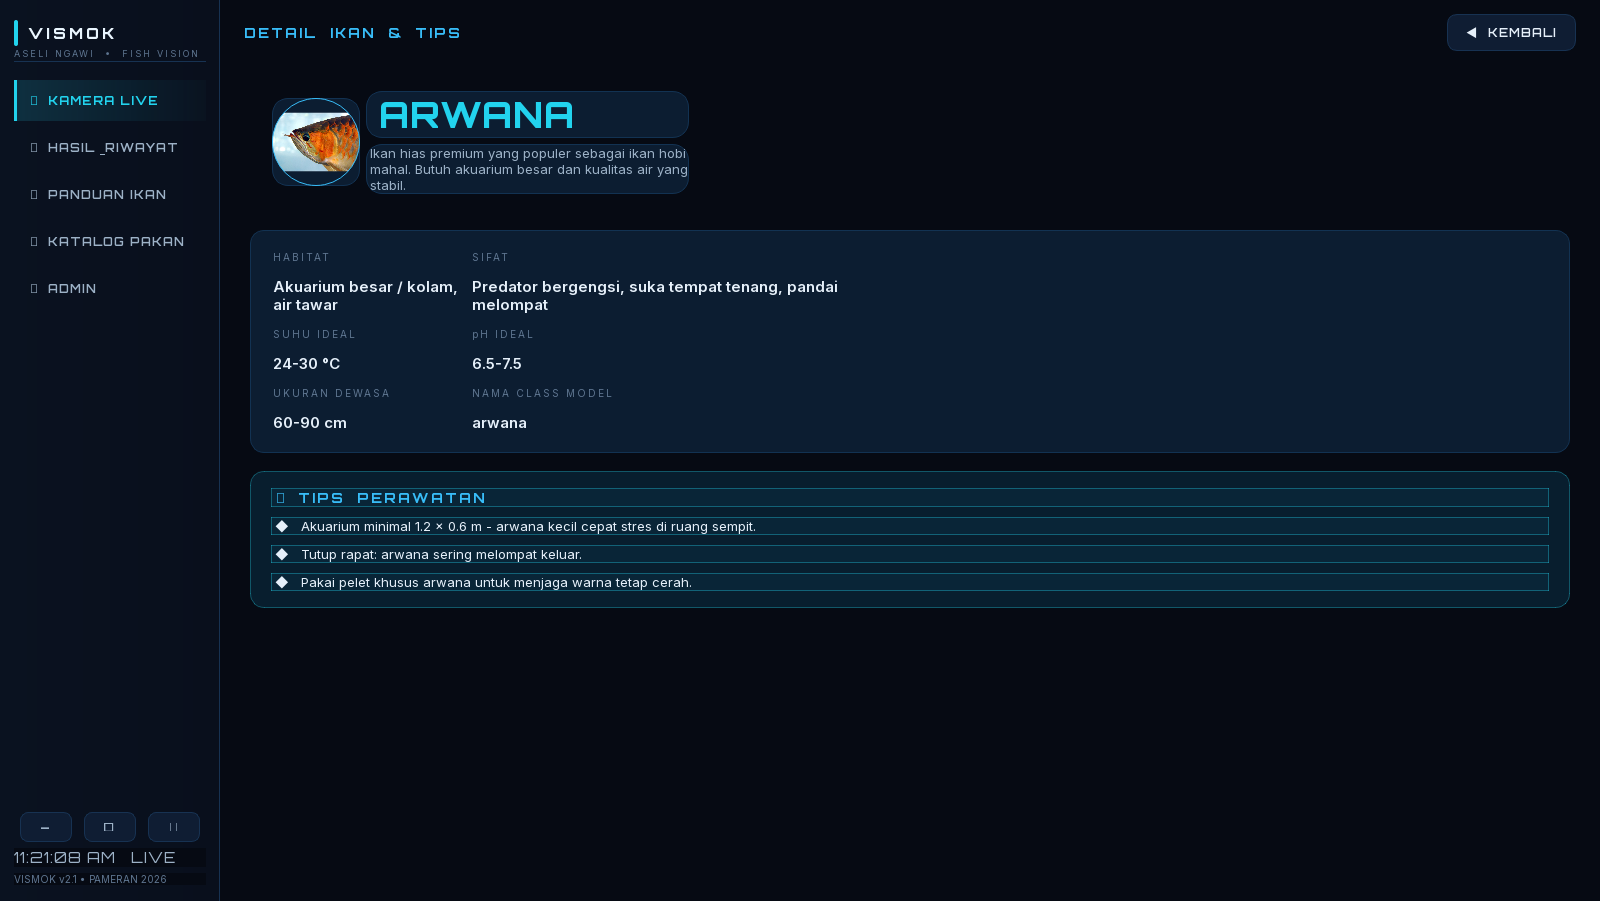 VISMOK
ASELI NGAWI • FISH VISION
KAMERA LIVE
HASIL _RIWAYAT
PANDUAN IKAN
KATALOG PAKAN
ADMIN
11:21:08 AM LIVE
VISMOK v2.1 • PAMERAN 2026
DETAIL IKAN & TIPS
◀ KEMBALI
ARWANA
Ikan hias premium yang populer sebagai ikan hobi
mahal. Butuh akuarium besar dan kualitas air yang
stabil.
HABITAT
Akuarium besar / kolam,
air tawar
SIFAT
Predator bergengsi, suka tempat tenang, pandai
melompat
SUHU IDEAL
24-30 °C
pH IDEAL
6.5-7.5
UKURAN DEWASA
60-90 cm
NAMA CLASS MODEL
arwana
TIPS PERAWATAN
◆ Akuarium minimal 1.2 × 0.6 m - arwana kecil cepat stres di ruang sempit.
◆ Tutup rapat: arwana sering melompat keluar.
◆ Pakai pelet khusus arwana untuk menjaga warna tetap cerah.